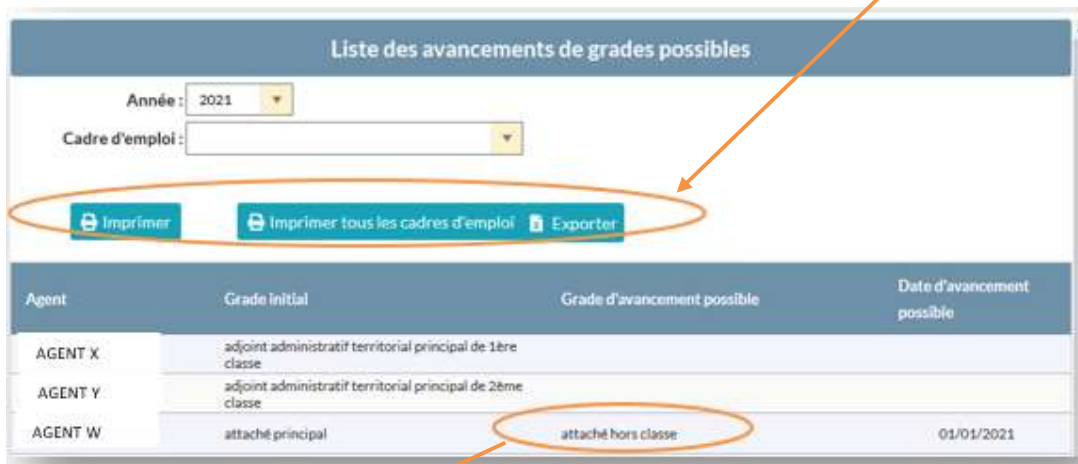 Liste des avancements de grades possibles
Année : 2021
Cadre d'emploi :
Imprimer Imprimer tous les cadres d'emploi Exporter
Agent Grade initial Grade d'avancement possible Date d'avancement possible
AGENT X adjoint administratif territorial principal de 1ère classe
AGENT Y adjoint administratif territorial principal de 2ème classe
AGENT W attaché principal attaché hors classe 01/01/2021